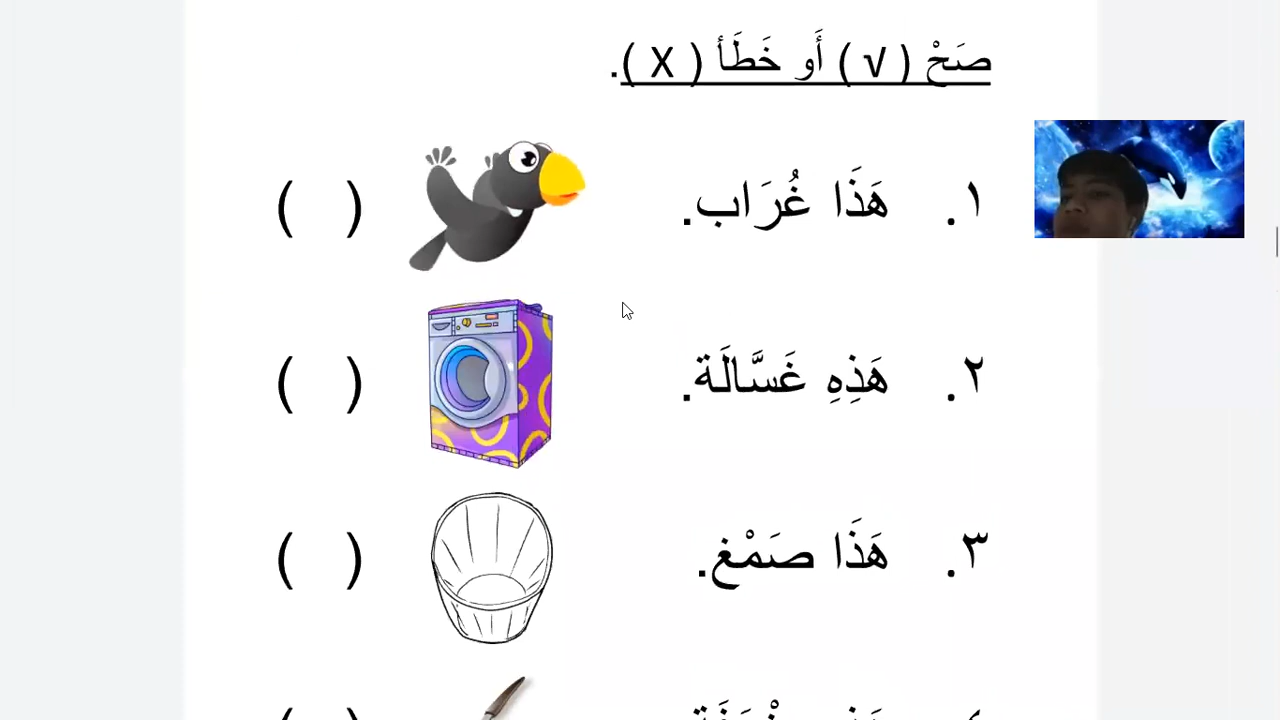 صَحْ ( √ ) أَو خَطَأ ( X ).
١. هَذَا غُرَاب. ( )
٢. هَذِهِ غَسَّالَة. ( )
٣. هَذَا صَمْغ. ( )